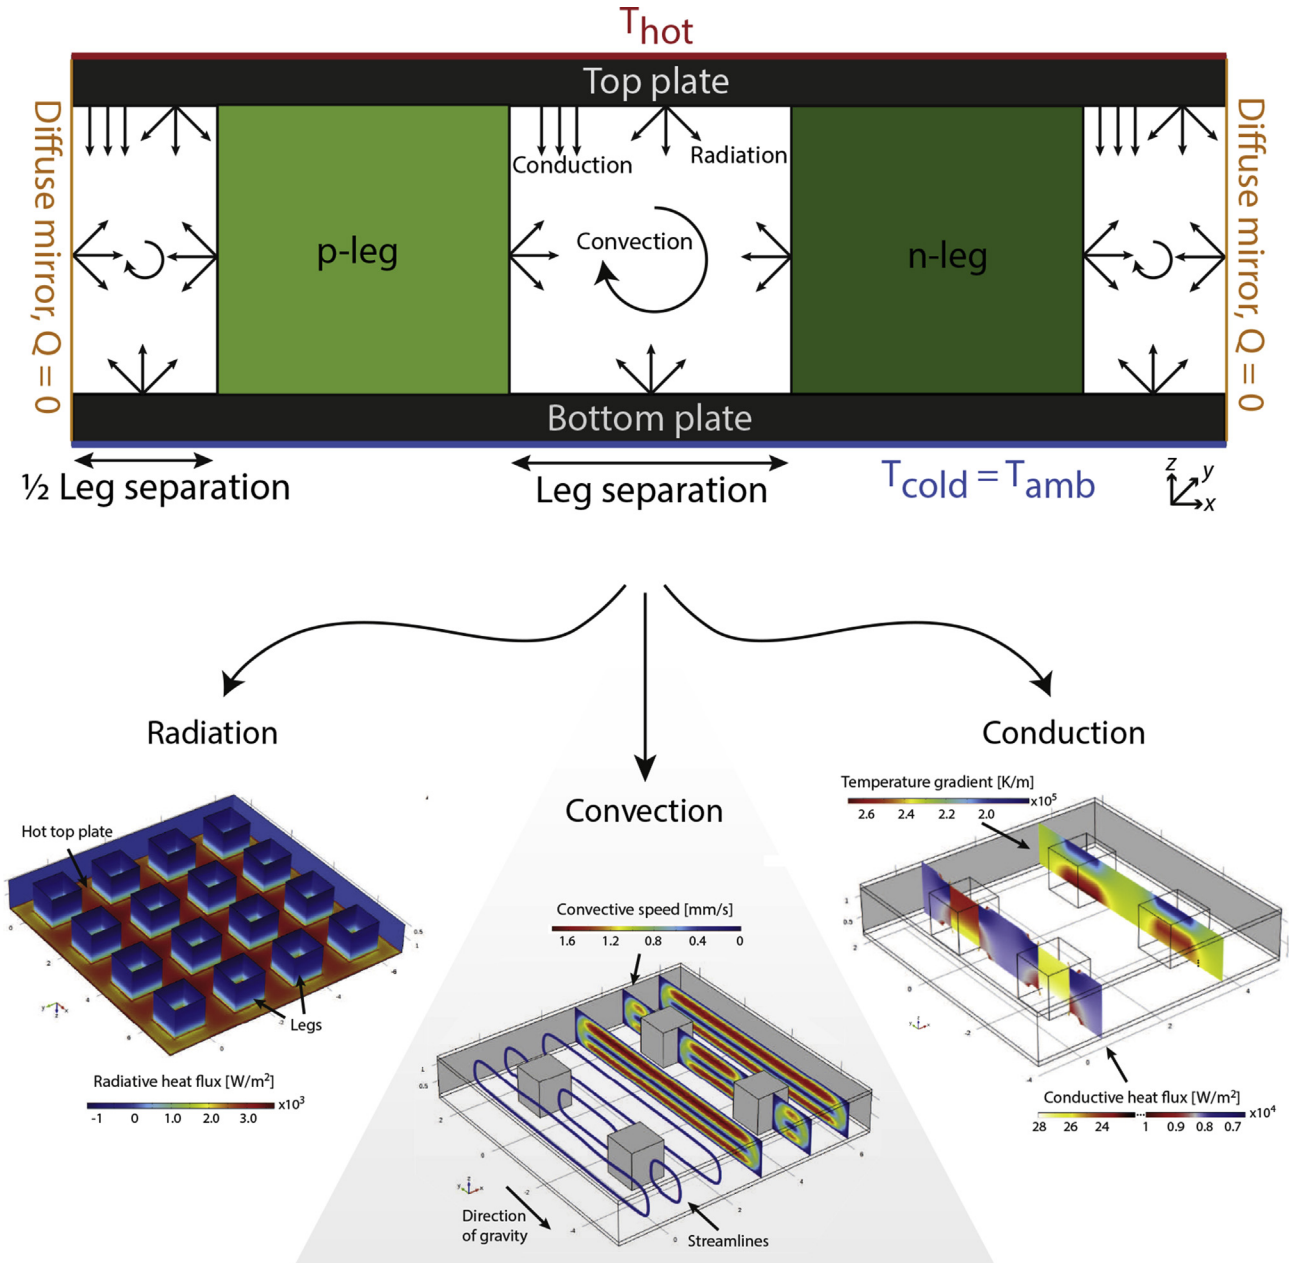 T hot
Top plate
Diffuse mirror, Q = 0
Conduction
Radiation
Convection
p-leg
n-leg
Diffuse mirror, Q = 0
Bottom plate
½ Leg separation
Leg separation
T cold = T amb
z
y
x
Radiation
Convection
Conduction
Hot top plate
Legs
Radiative heat flux [W/m²]
-1 0 1.0 2.0 3.0 x10³
Convective speed [mm/s]
1.6 1.2 0.8 0.4 0
Direction
of gravity
Streamlines
Temperature gradient [K/m]
2.6 2.4 2.2 2.0 x10⁵
Conductive heat flux [W/m²]
28 26 24 1 0.9 0.8 0.7 x10⁴